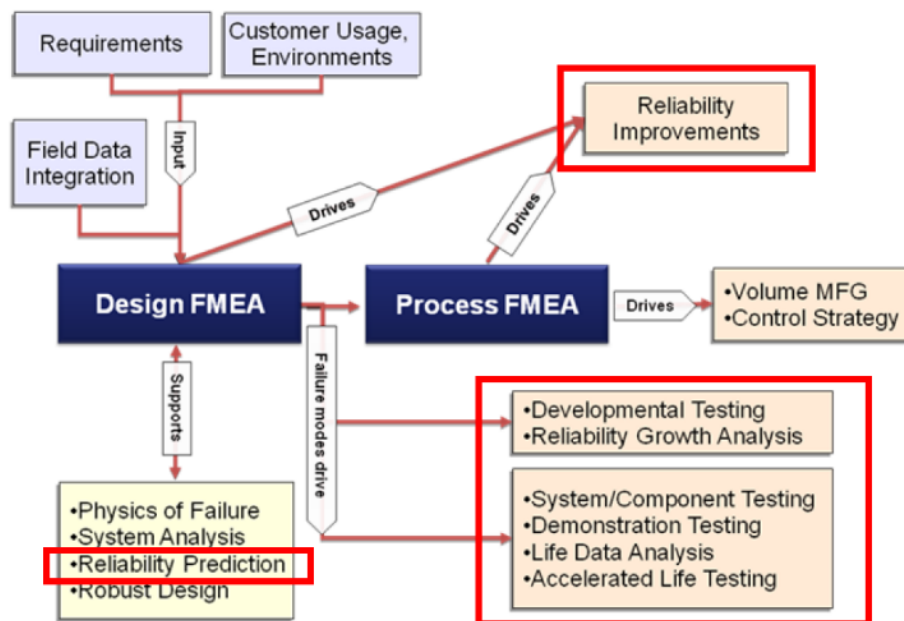 Requirements
Customer Usage,
Environments
Field Data
Integration
Input
Reliability
Improvements
Drives
Drives
Design FMEA
Process FMEA
Drives
•Volume MFG
•Control Strategy
Supports
Failure modes drive
•Developmental Testing
•Reliability Growth Analysis
•Physics of Failure
•System Analysis
•Reliability Prediction
•Robust Design
•System/Component Testing
•Demonstration Testing
•Life Data Analysis
•Accelerated Life Testing